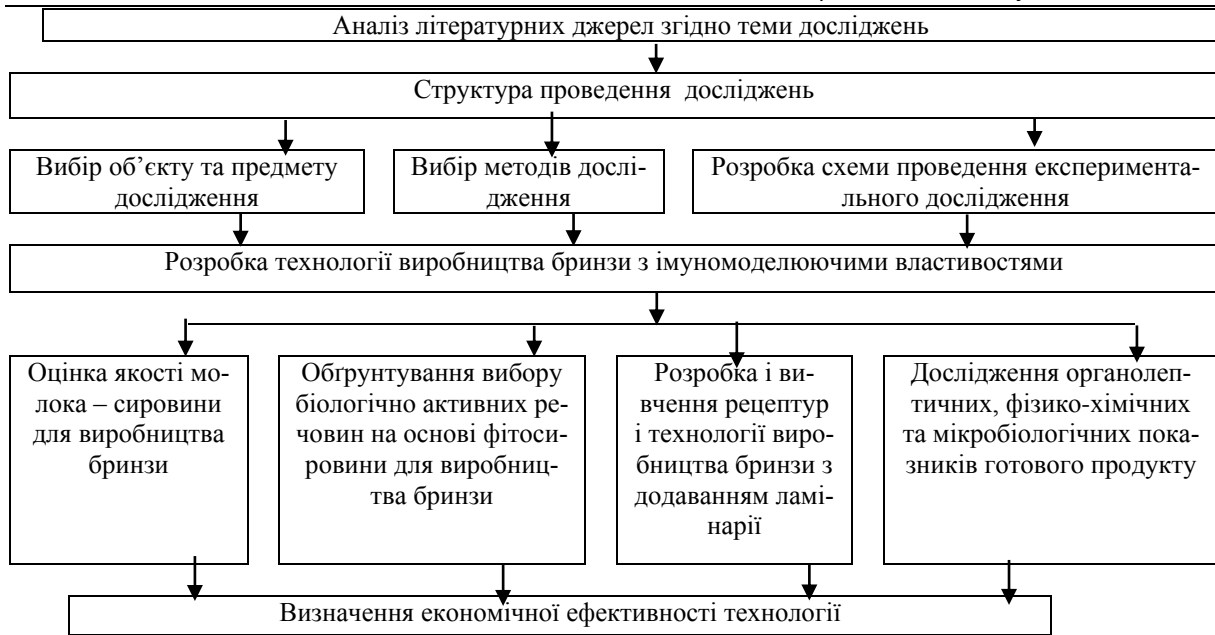 Аналіз літературних джерел згідно теми досліджень
Структура проведення досліджень
Вибір об’єкту та предмету
дослідження
Вибір методів дослі-
дження
Розробка схеми проведення експеримента-
льного дослідження
Розробка технології виробництва бринзи з імуномоделюючими властивостями
Оцінка якості мо-
лока – сировини
для виробництва
бринзи
Обґрунтування вибору
біологічно активних ре-
човин на основі фітоси-
ровини для виробниц-
тва бринзи
Розробка і ви-
вчення рецептур
і технології виро-
бництва бринзи з
додаванням ламі-
нарії
Дослідження органолеп-
тичних, фізико-хімічних
та мікробіологічних пока-
зників готового продукту
Визначення економічної ефективності технології